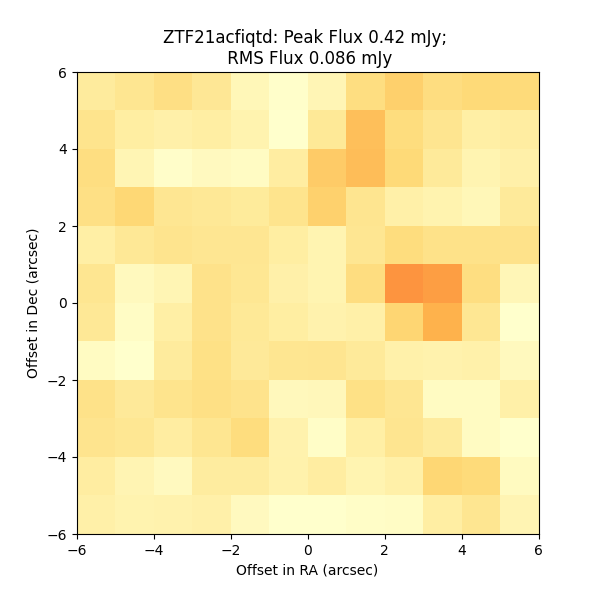 ZTF21acfiqtd: Peak Flux 0.42 mJy;
RMS Flux 0.086 mJy
6
4
2
0
−2
−4
−6
Offset in Dec (arcsec)
−6 −4 −2 0 2 4 6
Offset in RA (arcsec)